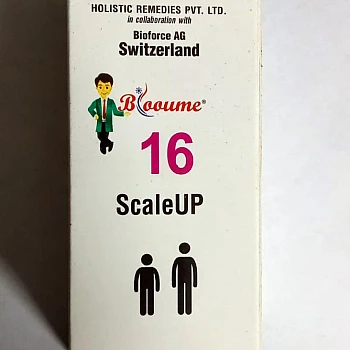 HOLISTIC REMEDIES PVT. LTD.
in collaboration with
Bioforce AG
Switzerland
Blooume®
16
ScaleUP